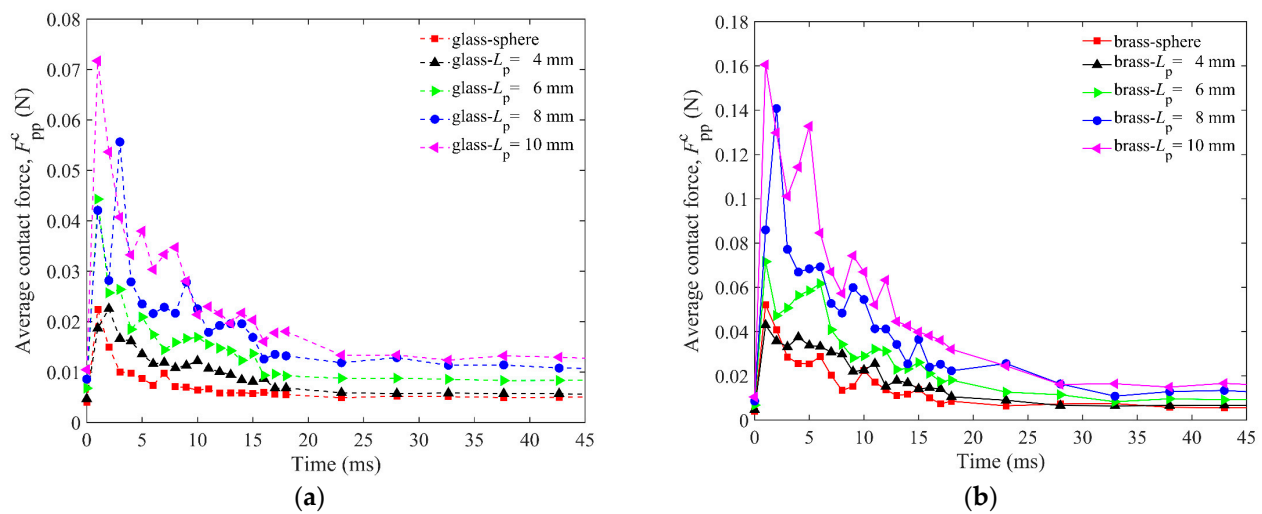 0.08
0.07
0.06
0.05
0.04
0.03
0.02
0.01
0
Average contact force, F^c_pp (N)
0 5 10 15 20 25 30 35 40 45
Time (ms)
glass-sphere
glass-L_p = 4 mm
glass-L_p = 6 mm
glass-L_p = 8 mm
glass-L_p = 10 mm
(a)
0.18
0.16
0.14
0.12
0.1
0.08
0.06
0.04
0.02
0
Average contact force, F^c_pp (N)
0 5 10 15 20 25 30 35 40 45
Time (ms)
brass-sphere
brass-L_p = 4 mm
brass-L_p = 6 mm
brass-L_p = 8 mm
brass-L_p = 10 mm
(b)